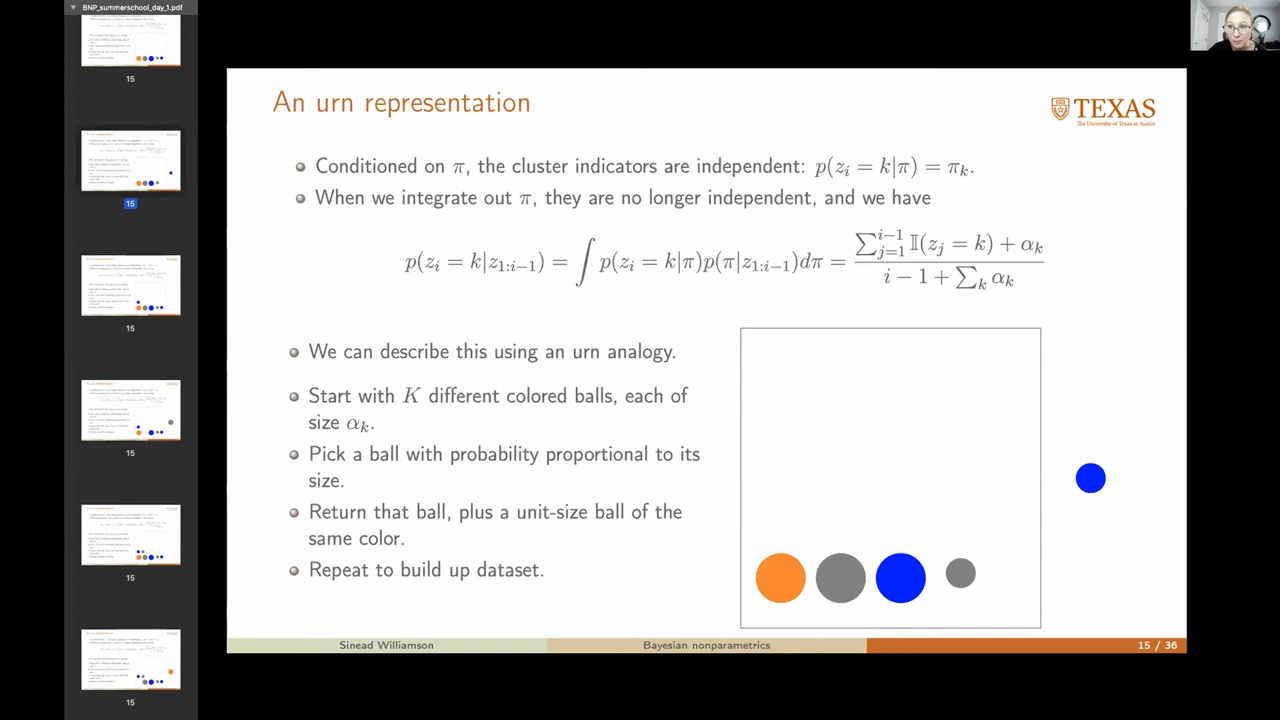 BNP_summerschool_day_1.pdf
15
15
15
15
15
15
An urn representation
TEXAS
The University of Texas at Austin
Conditioned on π, the cluster indicators are independent, p(z_i = k|π) = π_k.
When we integrate out π, they are no longer independent, and we have
p(z_i = k|z_{1:i−1}) = ∫ p(z_i = k|π)p(π|z_{1:i−1})dπ = \frac{∑_{j=1}^{i−1} 𝕀(z_j = k) + α_k}{i − 1 + ∑_k α_k}
We can describe this using an urn analogy.
Start with K different colored balls, each of
size α_k.
Pick a ball with probability proportional to its
size.
Return that ball, plus a unit-size ball of the
same color.
Repeat to build up dataset.
Sinead Williamson
Bayesian nonparametrics
15 / 36